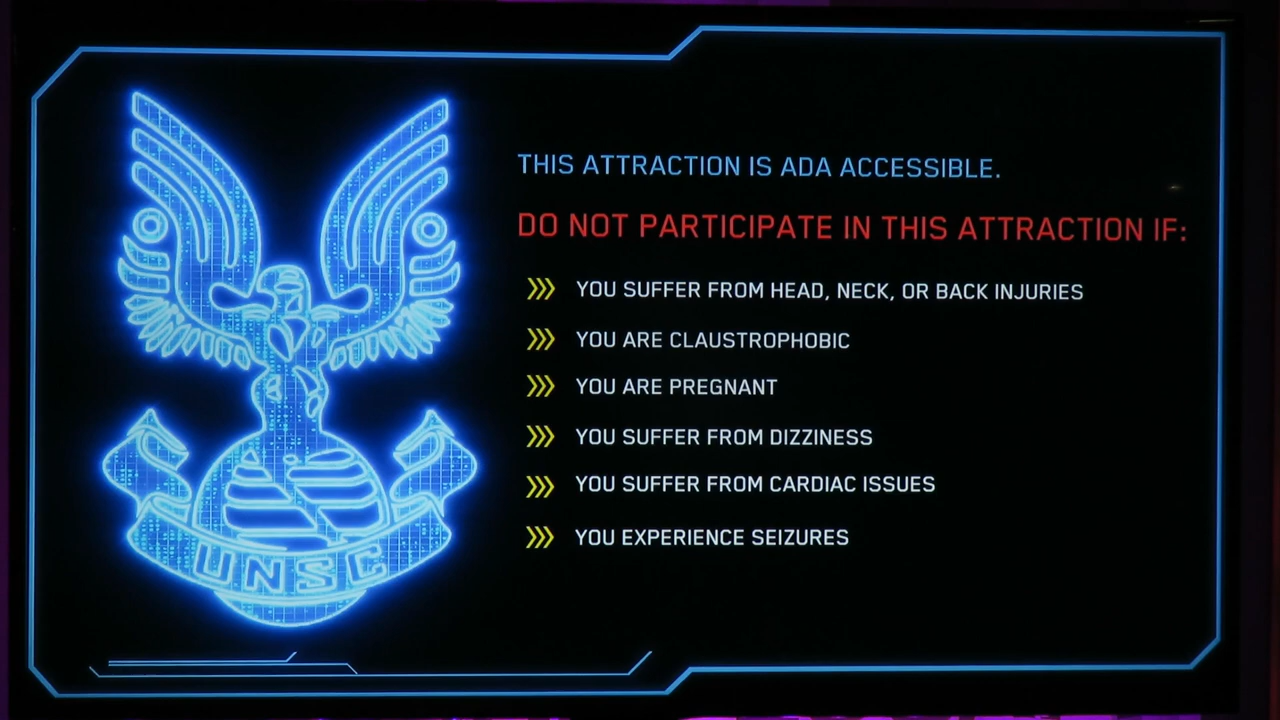 THIS ATTRACTION IS ADA ACCESSIBLE.
DO NOT PARTICIPATE IN THIS ATTRACTION IF:
YOU SUFFER FROM HEAD, NECK, OR BACK INJURIES
YOU ARE CLAUSTROPHOBIC
YOU ARE PREGNANT
YOU SUFFER FROM DIZZINESS
YOU SUFFER FROM CARDIAC ISSUES
YOU EXPERIENCE SEIZURES
UNSC